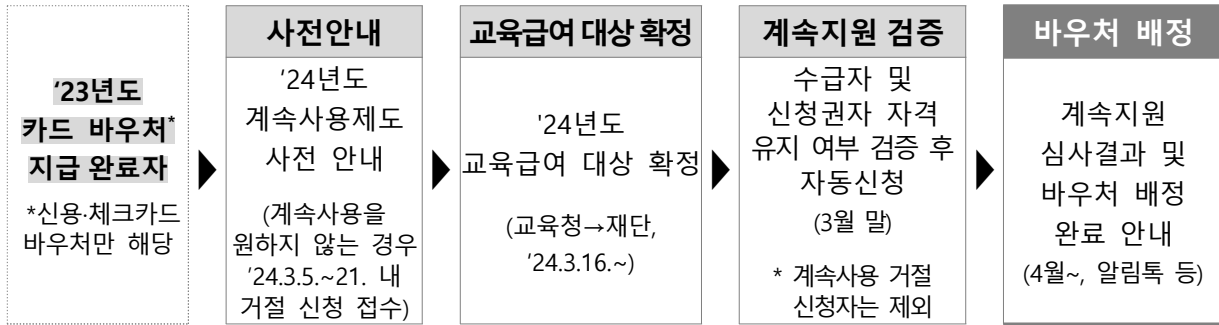 '23년도
카드 바우처*
지급 완료자
*신용·체크카드
바우처만 해당
사전안내
'24년도
계속사용제도
사전 안내
(계속사용을
원하지 않는 경우
'24.3.5.~21. 내
거절 신청 접수)
교육급여 대상 확정
'24년도
교육급여 대상 확정
(교육청→재단,
'24.3.16.~)
계속지원 검증
수급자 및
신청권자 자격
유지 여부 검증 후
자동신청
(3월 말)
* 계속사용 거절
신청자는 제외
바우처 배정
계속지원
심사결과 및
바우처 배정
완료 안내
(4월~, 알림톡 등)